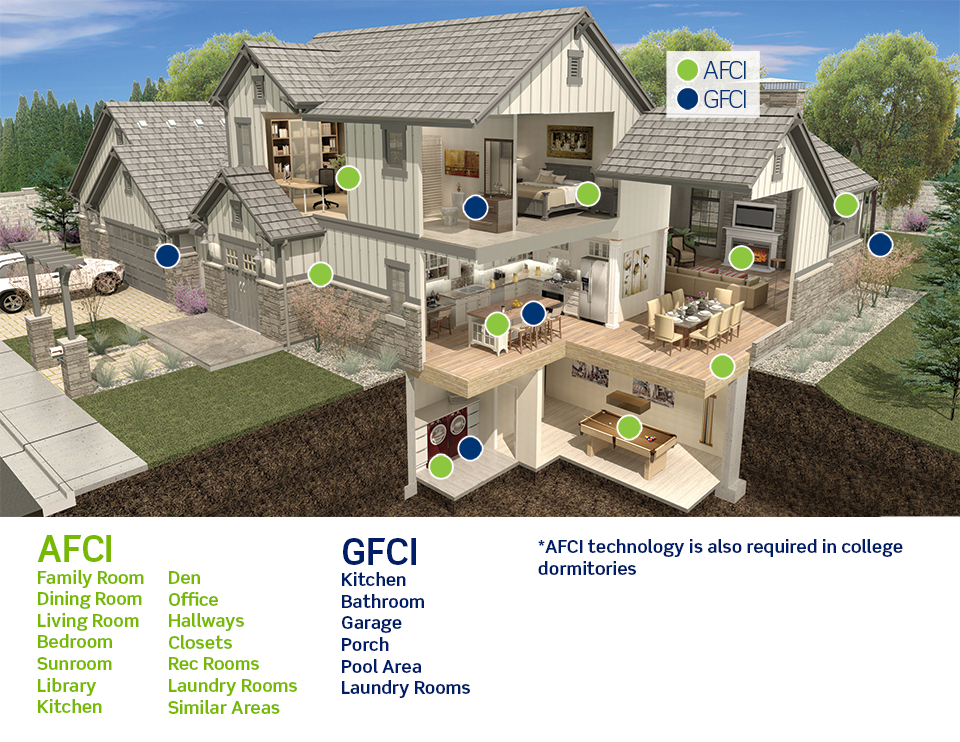 AFCI
GFCI
AFCI
Family Room
Dining Room
Living Room
Bedroom
Sunroom
Library
Kitchen
Den
Office
Hallways
Closets
Rec Rooms
Laundry Rooms
Similar Areas
GFCI
Kitchen
Bathroom
Garage
Porch
Pool Area
Laundry Rooms
*AFCI technology is also required in college
dormitories